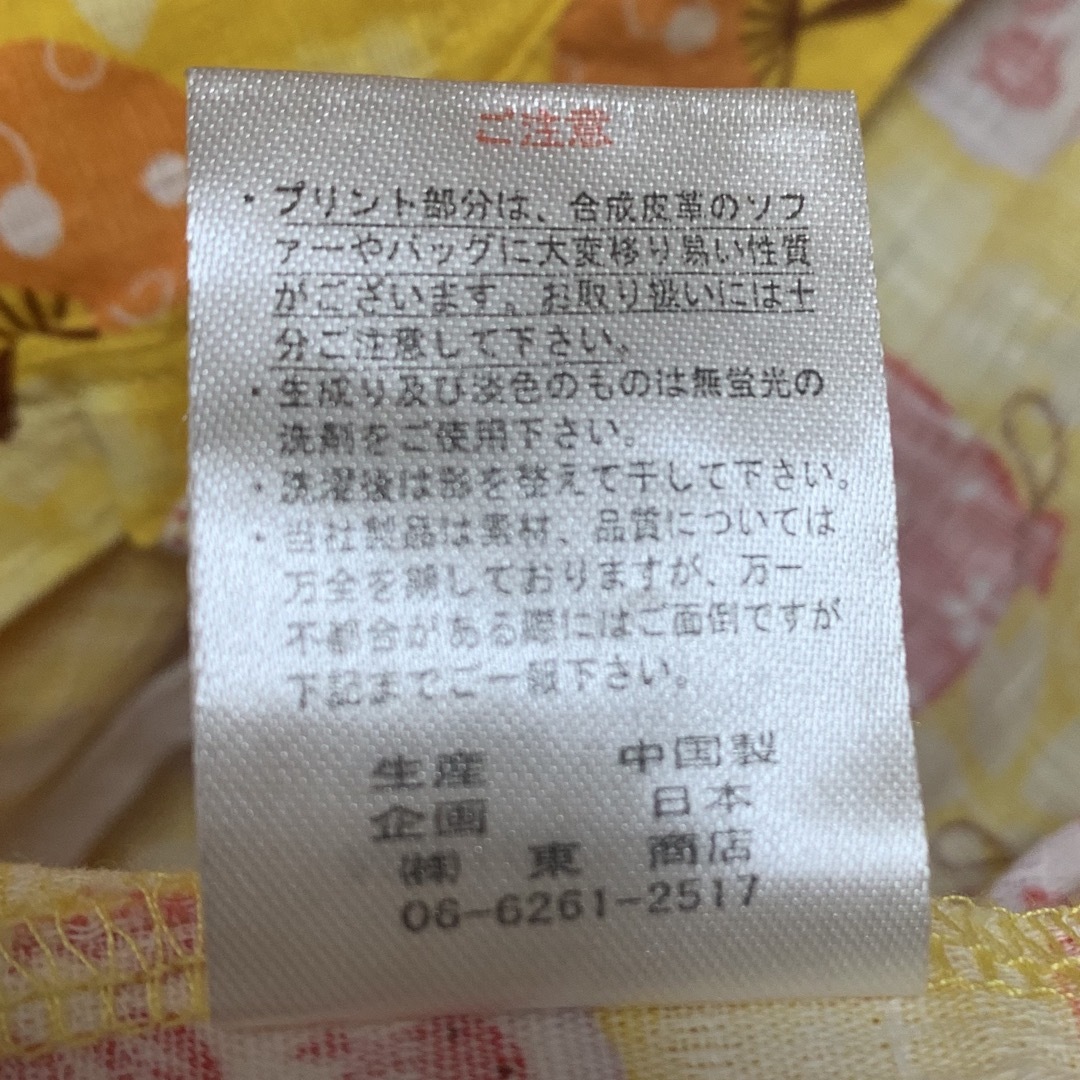 ご注意
・プリント部分は、合成皮革のソフ
ァーやバッグに大変移り易い性質
がございます。お取り扱いには十
分ご注意して下さい。
・生成り及び淡色のものは無蛍光の
洗剤をご使用下さい。
・洗濯後は形を整えて干して下さい。
・当社製品は素材、品質については
万全を願しておりますが、万一
不都合がある際にはご面倒ですが
下記までご一報下さい。
生産 中国製
企画 日本
㈱ 東 商店
06-6261-2517